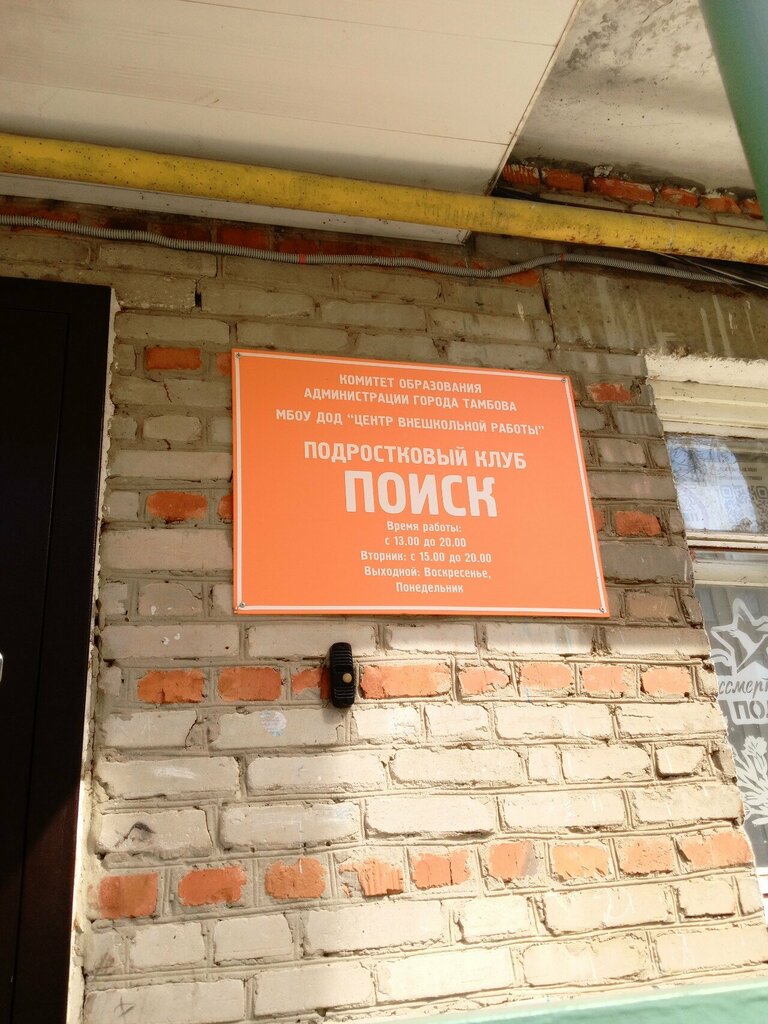 КОМИТЕТ ОБРАЗОВАНИЯ
АДМИНИСТРАЦИИ ГОРОДА ТАМБОВА
МБОУ ДОД "ЦЕНТР ВНЕШКОЛЬНОЙ РАБОТЫ"
ПОДРОСТКОВЫЙ КЛУБ
ПОИСК
Время работы:
с 13.00 до 20.00
Вторник: с 15.00 до 20.00
Выходной: Воскресенье,
Понедельник